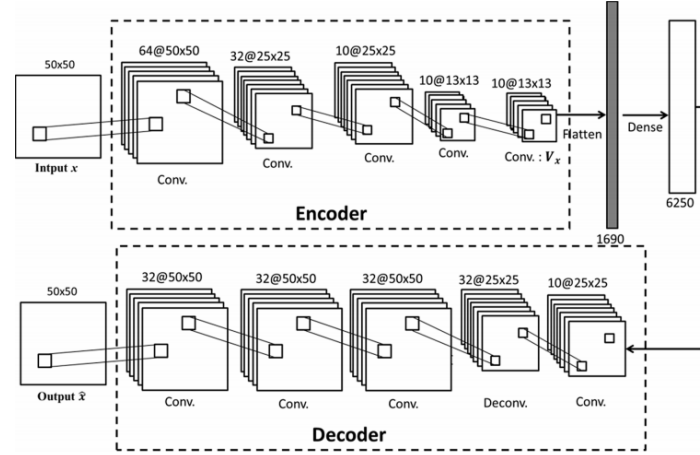 50x50
Intput x
64@50x50
Conv.
32@25x25
Conv.
10@25x25
Conv.
10@13x13
Conv.
10@13x13
Conv. : Vₓ
Encoder
Flatten
1690
Dense
6250
50x50
Output x̂
32@50x50
Conv.
32@50x50
Conv.
32@50x50
Conv.
32@25x25
Deconv.
10@25x25
Conv.
Decoder